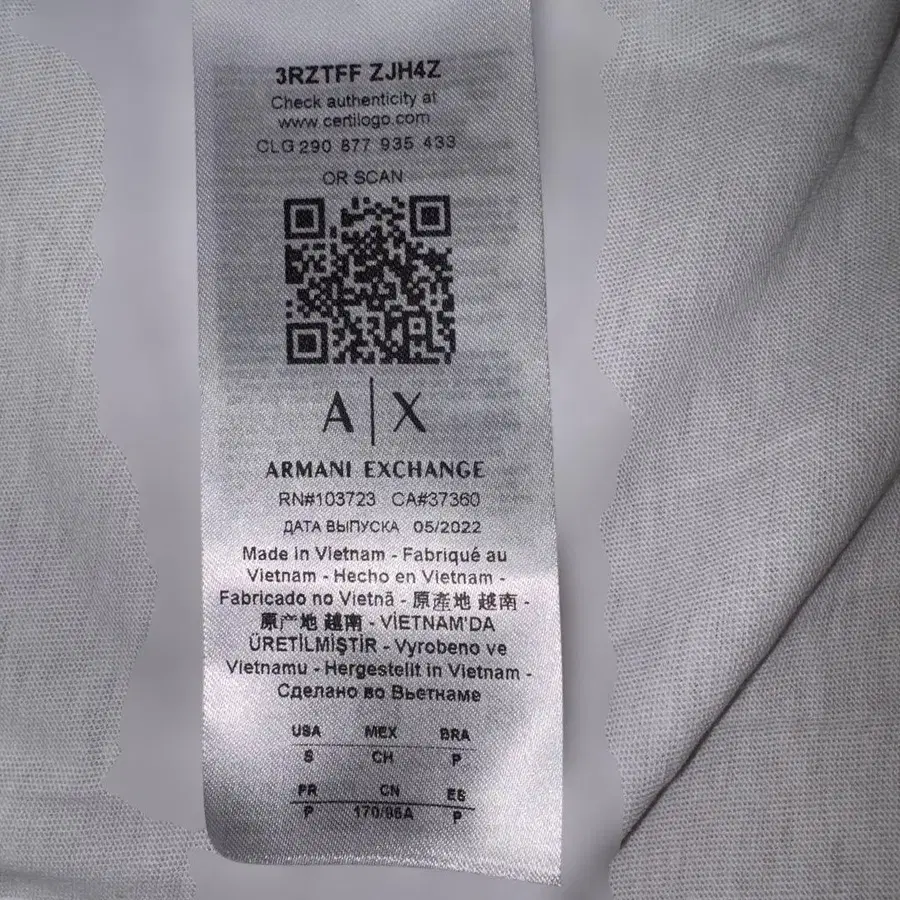 3RZTFF ZJH4Z
Check authenticity at
www.certilogo.com
CLG 290 877 935 433
OR SCAN
A|X
ARMANI EXCHANGE
RN#103723 CA#37360
ДАТА ВЫПУСКА 05/2022
Made in Vietnam - Fabriqué au
Vietnam - Hecho en Vietnam -
Fabricado no Vietnã - 原產地 越南 -
原产地 越南 - VİETNAM'DA
ÜRETİLMİŞTİR - Vyrobeno ve
Vietnamu - Hergestellt in Vietnam -
Сделано во Вьетнаме
USA MEX BRA
S CH P
FR CN ES
P 170/96A P